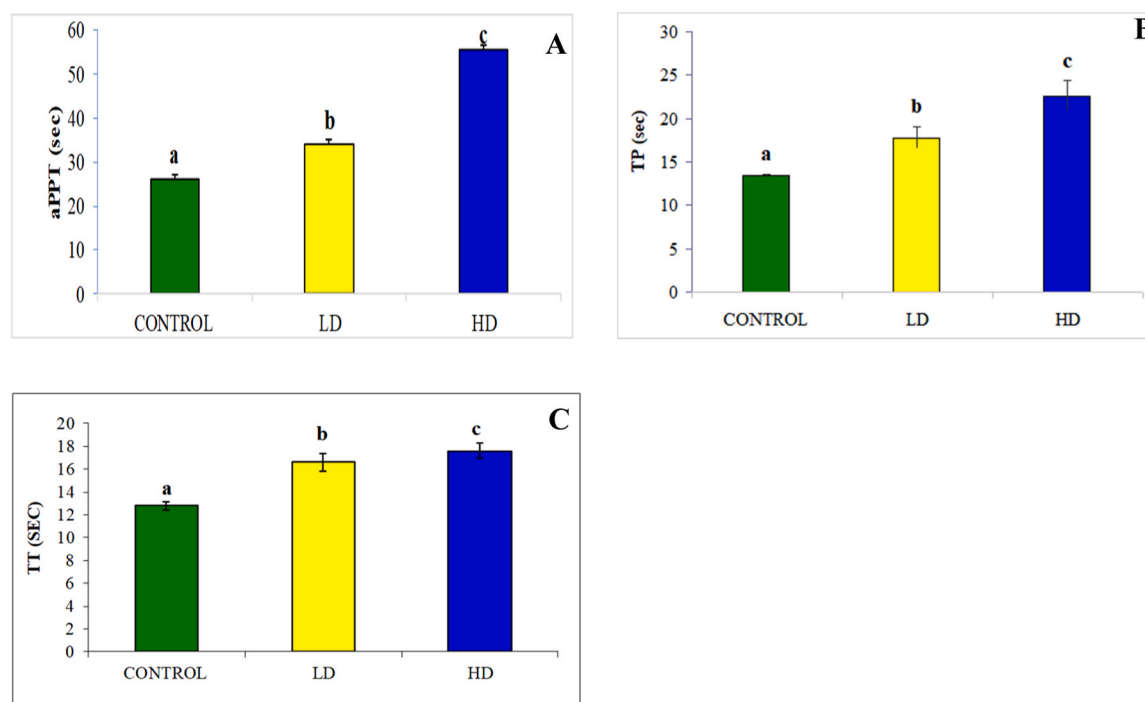 A
60
50
40
30
20
10
0
aPPT (sec)
a
b
c
CONTROL LD HD
30
25
20
15
10
5
0
TP (sec)
a
b
c
CONTROL LD HD
C
20
18
16
14
12
10
8
6
4
2
0
TT (SEC)
a
b
c
CONTROL LD HD